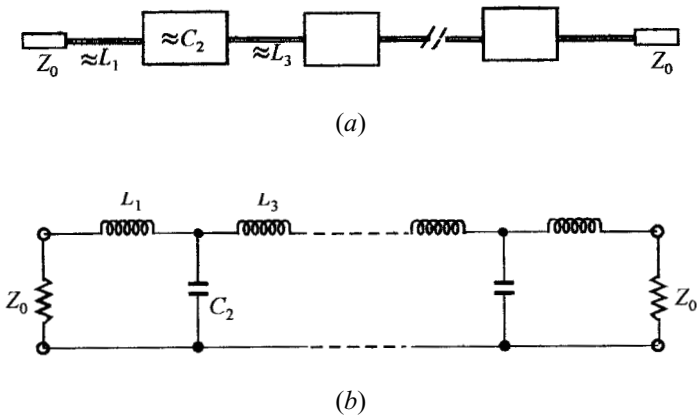 Z₀ ≈L₁ ≈C₂ ≈L₃ Z₀
(a)
L₁ L₃
Z₀ C₂ Z₀
(b)